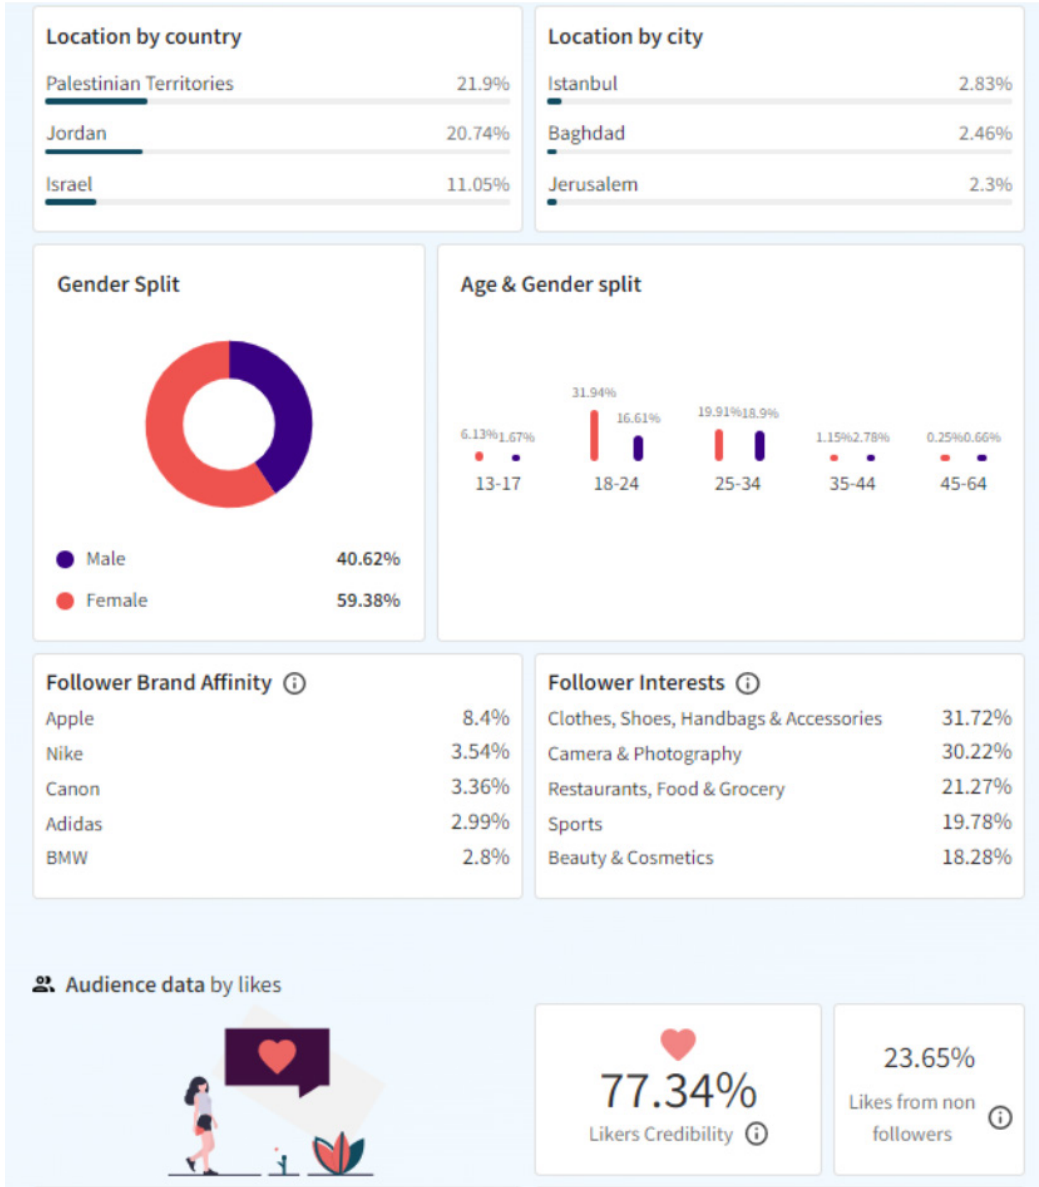 Location by country
Palestinian Territories 21.9%
Jordan 20.74%
Israel 11.05%
Location by city
Istanbul 2.83%
Baghdad 2.46%
Jerusalem 2.3%
Gender Split
Male 40.62%
Female 59.38%
Age & Gender split
6.13% 1.67%
31.94% 16.61%
19.91% 18.9%
1.15% 2.78%
0.25% 0.66%
13-17 18-24 25-34 35-44 45-64
Follower Brand Affinity
Apple 8.4%
Nike 3.54%
Canon 3.36%
Adidas 2.99%
BMW 2.8%
Follower Interests
Clothes, Shoes, Handbags & Accessories 31.72%
Camera & Photography 30.22%
Restaurants, Food & Grocery 21.27%
Sports 19.78%
Beauty & Cosmetics 18.28%
Audience data by likes
77.34%
Likers Credibility
23.65%
Likes from non
followers